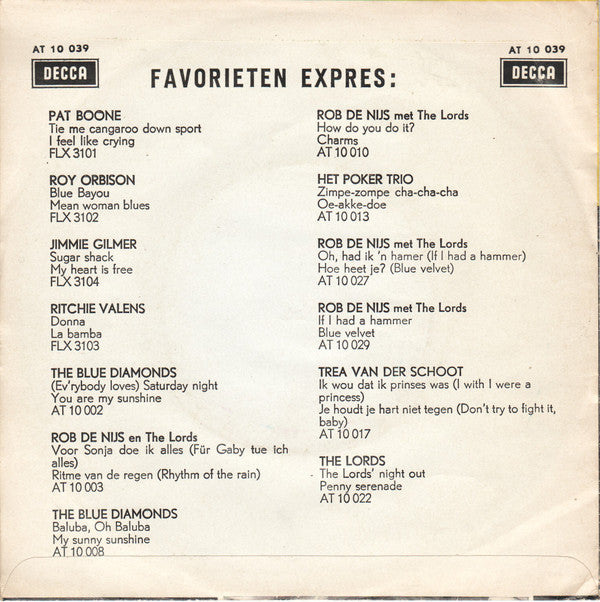 AT 10 039
AT 10 039
DECCA
DECCA
FAVORIETEN EXPRES:
PAT BOONE
Tie me cangaroo down sport
I feel like crying
FLX 3101
ROY ORBISON
Blue Bayou
Mean woman blues
FLX 3102
JIMMIE GILMER
Sugar shack
My heart is free
FLX 3104
RITCHIE VALENS
Donna
La bamba
FLX 3103
THE BLUE DIAMONDS
(Ev'rybody loves) Saturday night
You are my sunshine
AT 10 002
ROB DE NIJS en The Lords
Voor Sonja doe ik alles (Für Gaby tue ich
alles)
Ritme van de regen (Rhythm of the rain)
AT 10 003
THE BLUE DIAMONDS
Baluba, Oh Baluba
My sunny sunshine
AT 10 008
ROB DE NIJS met The Lords
How do you do it?
Charms
AT 10 010
HET POKER TRIO
Zimpe-zompe cha-cha-cha
Oe-akke-doe
AT 10 013
ROB DE NIJS met The Lords
Oh, had ik 'n hamer (If I had a hammer)
Hoe heet je? (Blue velvet)
AT 10 027
ROB DE NIJS met The Lords
If I had a hammer
Blue velvet
AT 10 029
TREA VAN DER SCHOOT
Ik wou dat ik prinses was (I with I were a
princess)
Je houdt je hart niet tegen (Don't try to fight it,
baby)
AT 10 017
THE LORDS
The Lords' night out
Penny serenade
AT 10 022